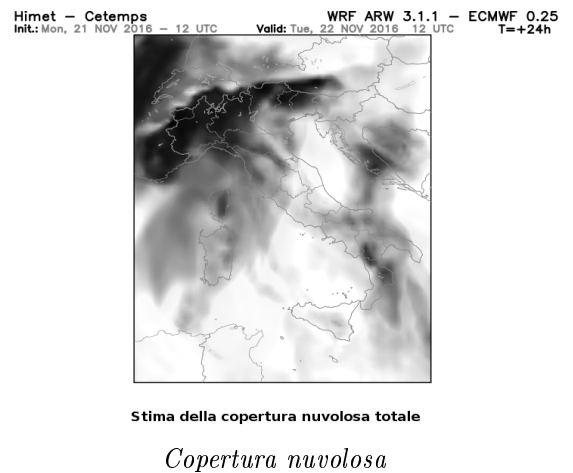 Himet – Cetemps WRF ARW 3.1.1 – ECMWF 0.25
Init.: Mon, 21 NOV 2016 – 12 UTC Valid: Tue, 22 NOV 2016 12 UTC T=+24h
Stima della copertura nuvolosa totale
Copertura nuvolosa